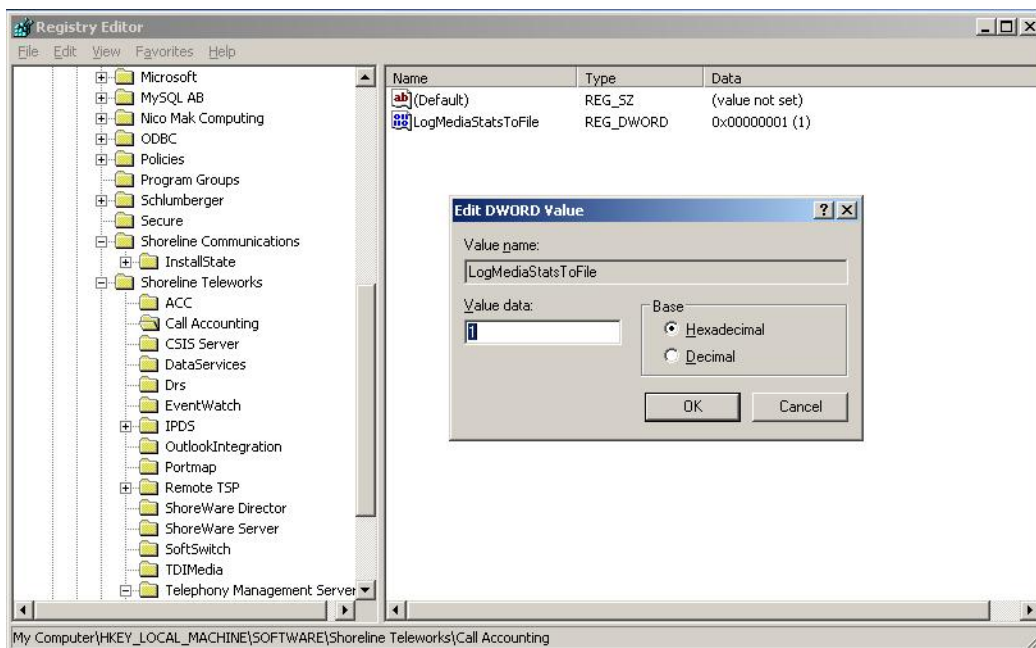 Registry Editor
File Edit View Favorites Help
Microsoft
MySQL AB
Nico Mak Computing
ODBC
Policies
Program Groups
Schlumberger
Secure
Shoreline Communications
InstallState
Shoreline Teleworks
ACC
Call Accounting
CSIS Server
DataServices
Drs
EventWatch
IPDS
OutlookIntegration
Portmap
Remote TSP
ShoreWare Director
ShoreWare Server
SoftSwitch
TDIMedia
Telephony Management Server
Name Type Data
(Default) REG_SZ (value not set)
LogMediaStatsToFile REG_DWORD 0x00000001 (1)
Edit DWORD Value
Value name:
LogMediaStatsToFile
Value data:
1
Base
Hexadecimal
Decimal
OK Cancel
My Computer\HKEY_LOCAL_MACHINE\SOFTWARE\Shoreline Teleworks\Call Accounting